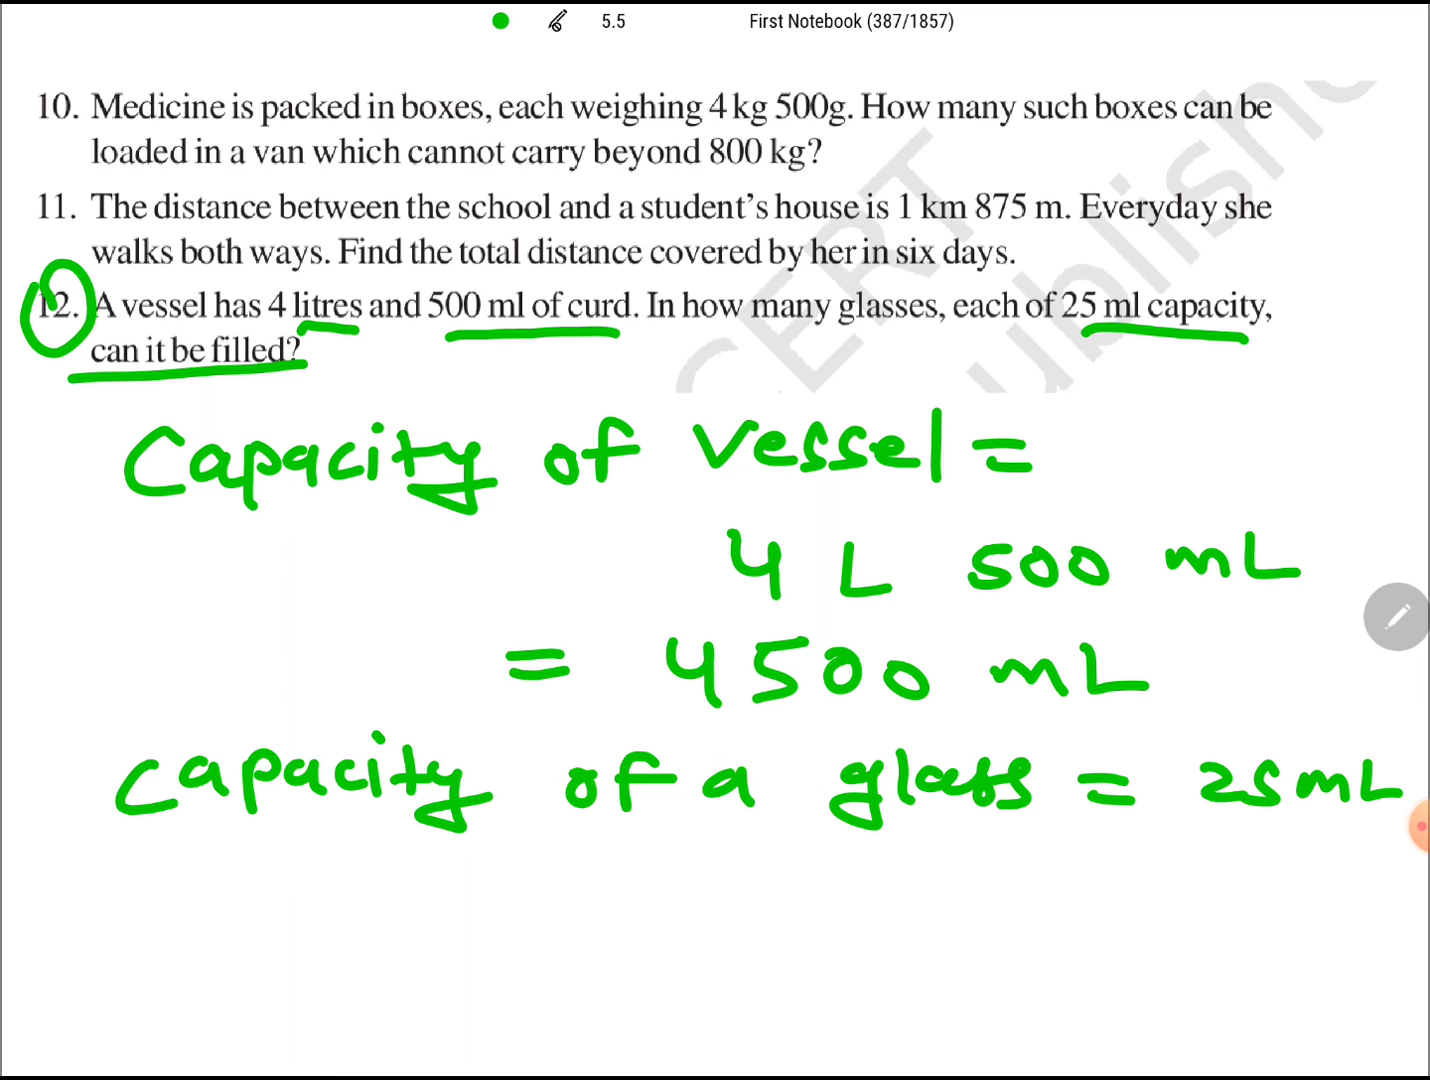 5.5 First Notebook (387/1857)
10. Medicine is packed in boxes, each weighing 4 kg 500g. How many such boxes can be
loaded in a van which cannot carry beyond 800 kg?
11. The distance between the school and a student's house is 1 km 875 m. Everyday she
walks both ways. Find the total distance covered by her in six days.
12. A vessel has 4 litres and 500 ml of curd. In how many glasses, each of 25 ml capacity,
can it be filled?
Capacity of vessel =
4 L 500 mL
= 4500 mL
capacity of a glass = 25mL